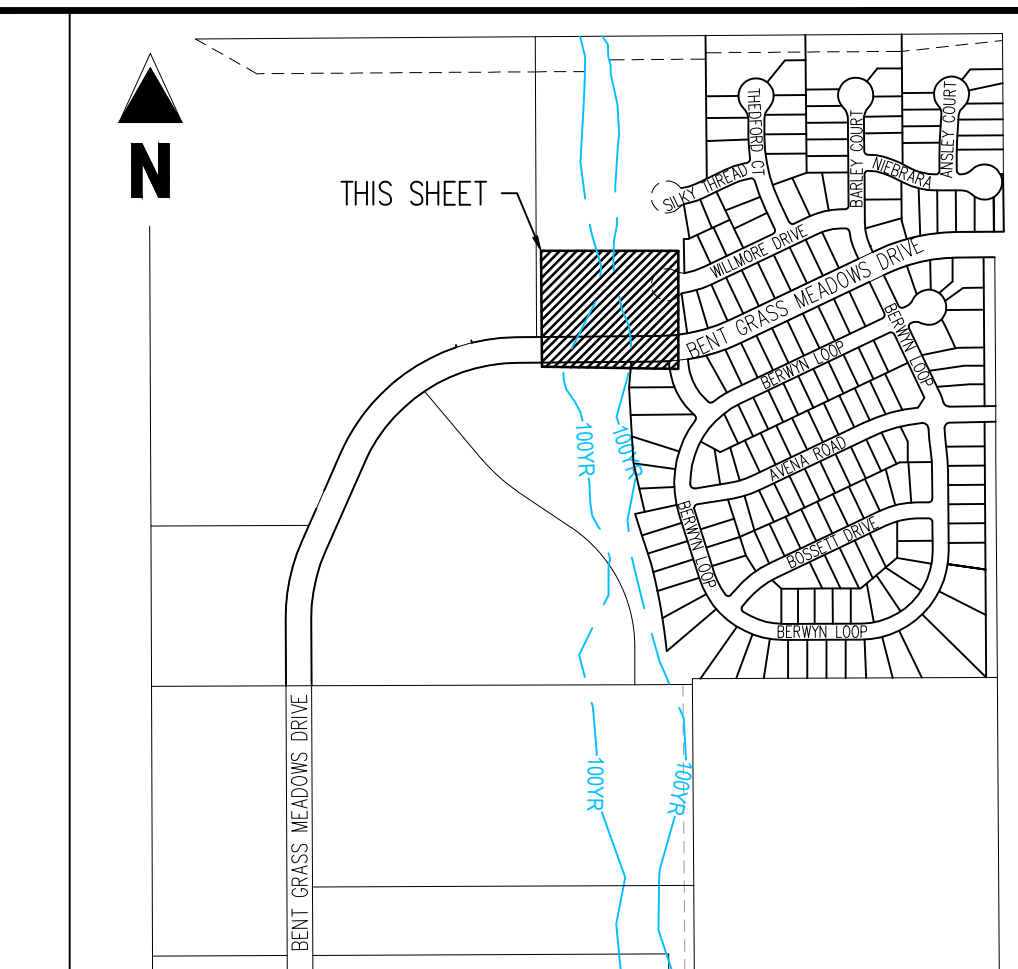 N
THIS SHEET
THEDFORD CT
BARLEY COURT
ANSLEY COURT
NIEBRARA
SILKY THREAD
WILLMORE DRIVE
BENT GRASS MEADOWS DRIVE
BERWYN LOOP
BERWYN LOOP
100YR
100YR
AVENA ROAD
BERWYN LOOP
BOSSETT DRIVE
BERWYN LOOP
BENT GRASS MEADOWS DRIVE
100YR
100YR